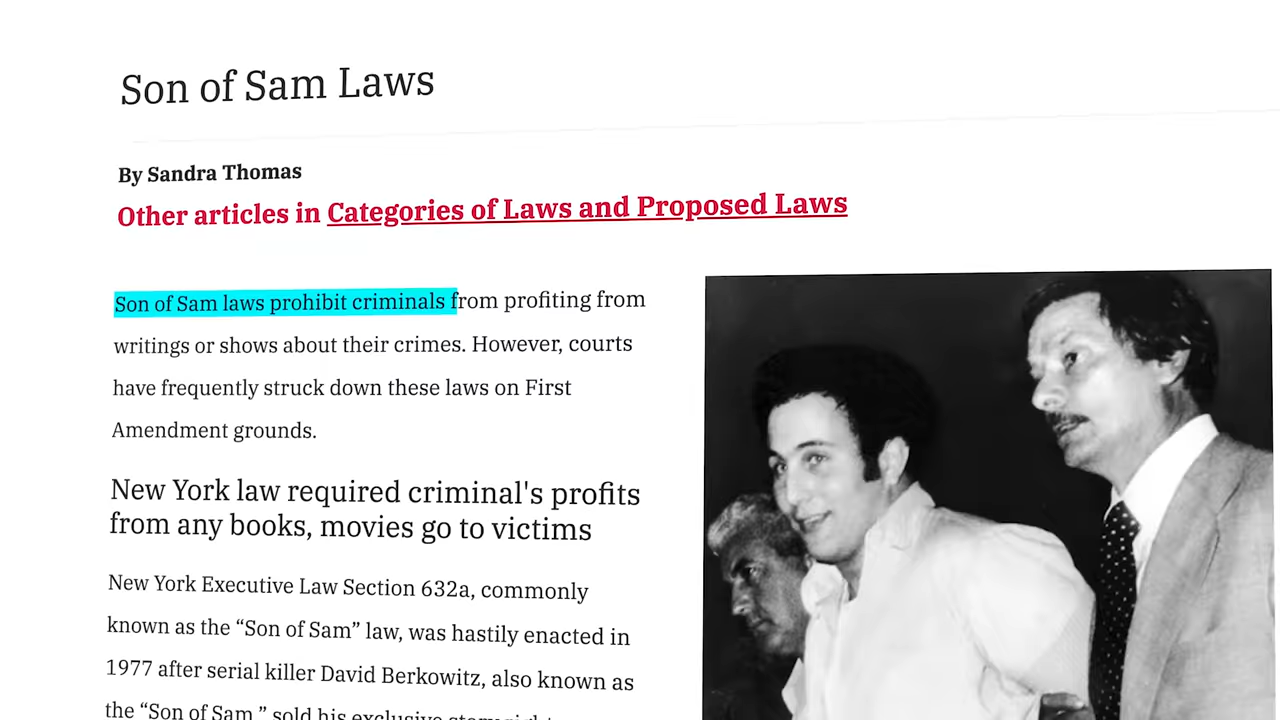 Son of Sam Laws
By Sandra Thomas
Other articles in Categories of Laws and Proposed Laws
Son of Sam laws prohibit criminals from profiting from
writings or shows about their crimes. However, courts
have frequently struck down these laws on First
Amendment grounds.
New York law required criminal's profits
from any books, movies go to victims
New York Executive Law Section 632a, commonly
known as the “Son of Sam” law, was hastily enacted in
1977 after serial killer David Berkowitz, also known as
the “Son of Sam,” sold his exclusive